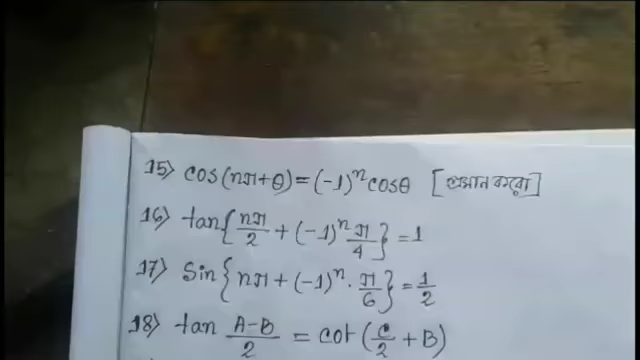 15) cos(nπ+θ)=(-1)ⁿcosθ [প্রমান করো]
16) tan{nπ/2 + (-1)ⁿ π/4} = 1
17) Sin{nπ + (-1)ⁿ · π/6} = 1/2
18) tan A-B/2 = cot(C/2 + B)